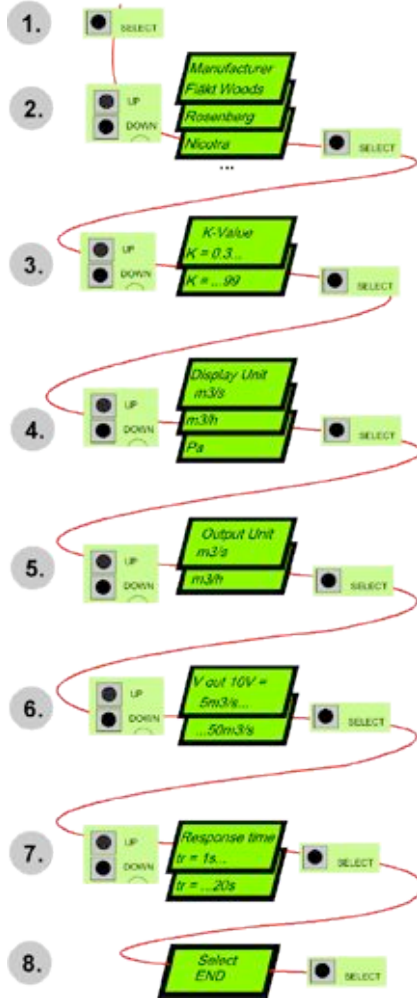 1.
SELECT
2.
UP
DOWN
Manufacturer
Fläkt Woods
Rosenberg
Nicotra
...
SELECT
3.
UP
DOWN
K-Value
K = 0.3...
K = ...99
SELECT
4.
UP
DOWN
Display Unit
m3/s
m3/h
Pa
SELECT
5.
UP
DOWN
Output Unit
m3/s
m3/h
SELECT
6.
UP
DOWN
V out 10V =
5m3/s...
...50m3/s
SELECT
7.
UP
DOWN
Response time
tr = 1s...
tr = ...20s
SELECT
8.
Select
END
SELECT